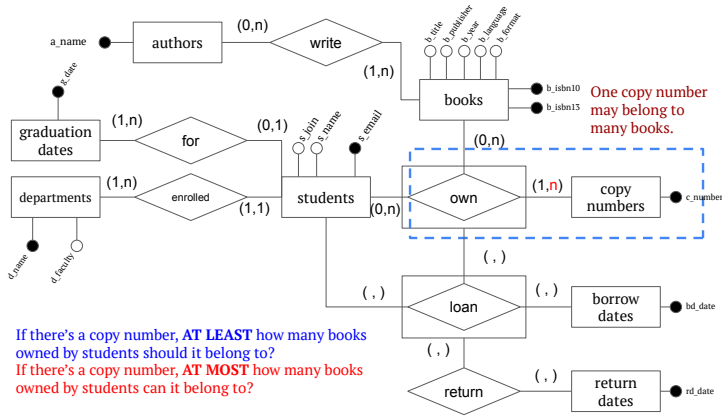 a_name
authors
(0,n)
write
(1,n)
b_title
b_publisher
b_year
b_language
b_format
books
b_isbn10
b_isbn13
One copy number
may belong to
many books.
g_date
graduation
dates
(1,n)
for
(0,1)
s_join
s_name
s_email
(0,n)
departments
(1,n)
enrolled
(1,1)
students
(0,n)
own
(1,n)
copy
numbers
c_number
d_name
d_faculty
( , )
( , )
loan
( , )
borrow
dates
bd_date
( , )
return
( , )
return
dates
rd_date
If there's a copy number, AT LEAST how many books
owned by students should it belong to?
If there's a copy number, AT MOST how many books
owned by students can it belong to?